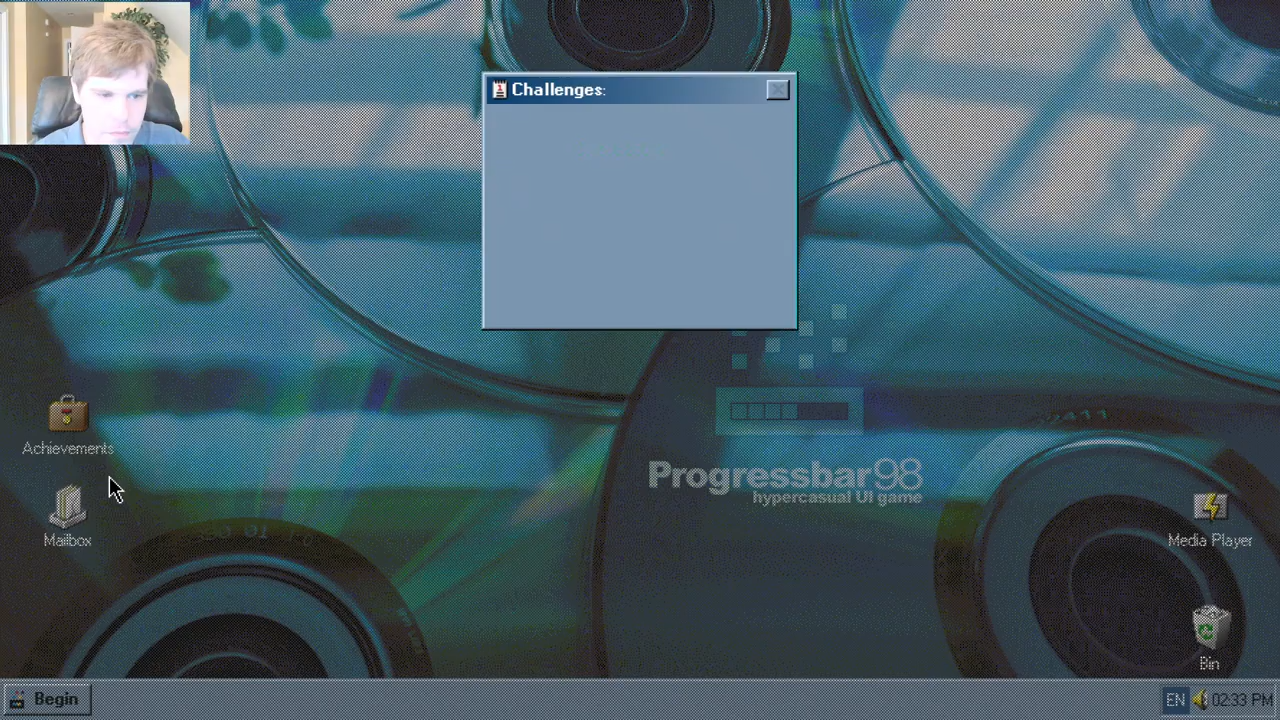 Challenges:
Achievements
Mailbox
Progressbar98
hypercasual UI game
Media Player
Bin
Begin
EN
02:33 PM